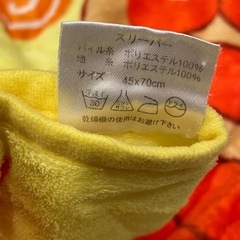 スリーパー
パイル糸 ポリエステル100%
地 糸 ポリエステル100%
サイズ 45x70cm
30
乾燥機の使用はお避け下さい